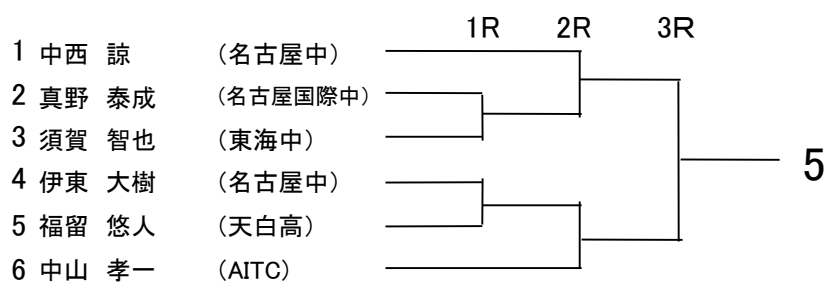 1R 2R 3R
1 中西 諒 (名古屋中)
2 真野 泰成 (名古屋国際中)
3 須賀 智也 (東海中)
4 伊東 大樹 (名古屋中)
5 福留 悠人 (天白高)
6 中山 孝一 (AITC)
5